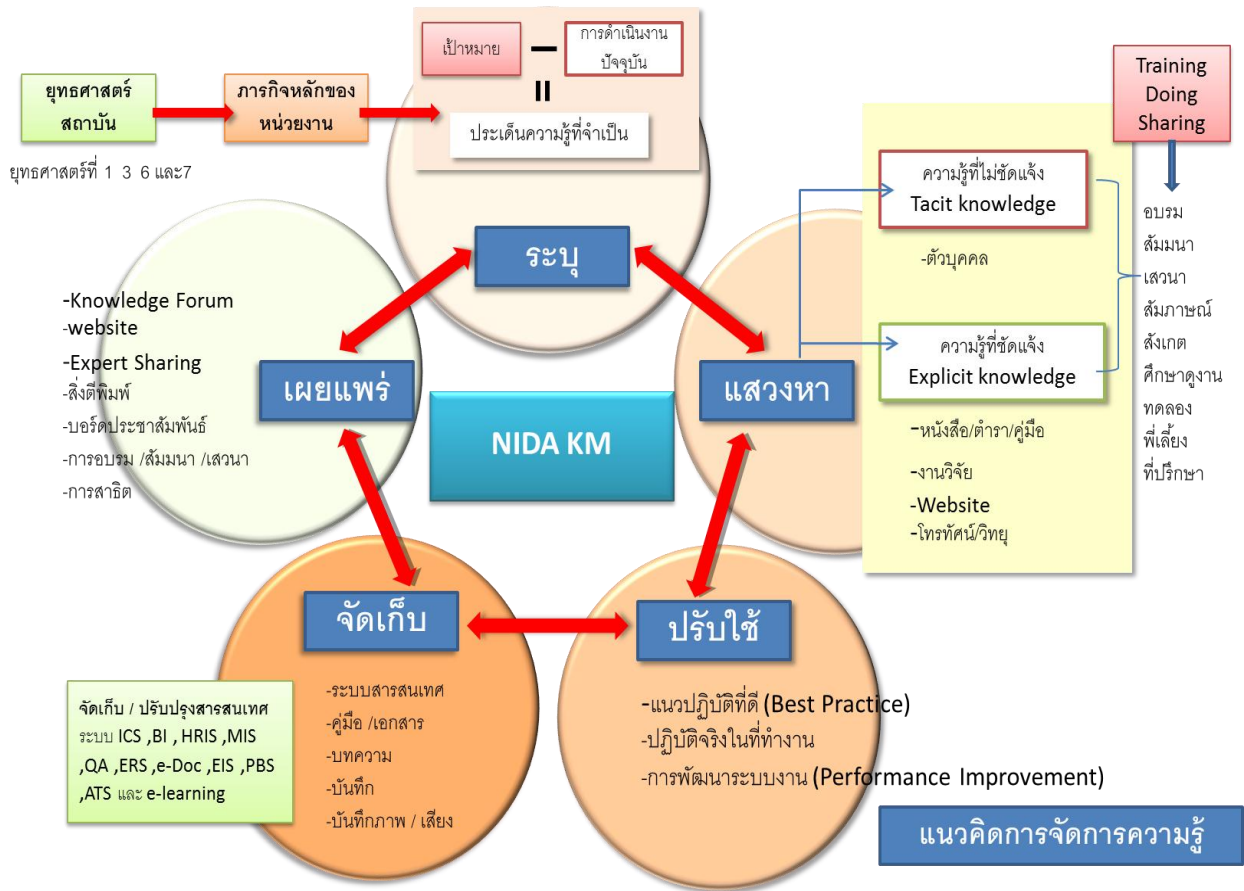 เป้าหมาย
การดำเนินงาน
ปัจจุบัน
ประเด็นความรู้ที่จำเป็น
ยุทธศาสตร์
สถาบัน
ภารกิจหลักของ
หน่วยงาน
ยุทธศาสตร์ที่ 1 3 6 และ7
Training
Doing
Sharing
ระบุ
ความรู้ที่ไม่ชัดแจ้ง
Tacit knowledge
-ตัวบุคคล
ความรู้ที่ชัดแจ้ง
Explicit knowledge
-หนังสือ/ตำรา/คู่มือ
-งานวิจัย
-Website
-โทรทัศน์/วิทยุ
อบรม
สัมมนา
เสวนา
สัมภาษณ์
สังเกต
ศึกษาดูงาน
ทดลอง
พี่เลี้ยง
ที่ปรึกษา
-Knowledge Forum
-website
-Expert Sharing
-สิ่งตีพิมพ์
-บอร์ดประชาสัมพันธ์
-การอบรม /สัมมนา /เสวนา
-การสาธิต
เผยแพร่
NIDA KM
แสวงหา
จัดเก็บ
-ระบบสารสนเทศ
-คู่มือ /เอกสาร
-บทความ
-บันทึก
-บันทึกภาพ / เสียง
จัดเก็บ / ปรับปรุงสารสนเทศ
ระบบ ICS ,BI , HRIS ,MIS
,QA ,ERS ,e-Doc ,EIS ,PBS
,ATS และ e-learning
ปรับใช้
-แนวปฏิบัติที่ดี (Best Practice)
-ปฏิบัติจริงในที่ทำงาน
-การพัฒนาระบบงาน (Performance Improvement)
แนวคิดการจัดการความรู้